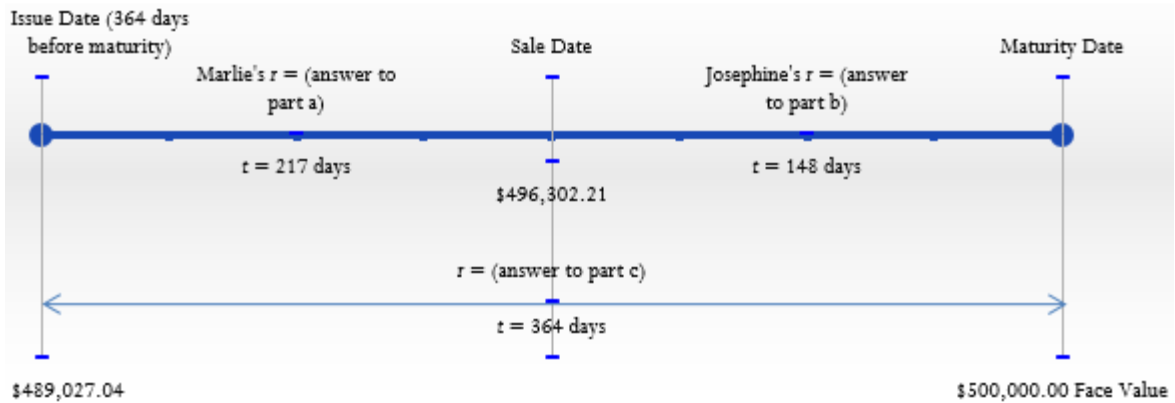 Issue Date (364 days
before maturity)
Sale Date
Maturity Date
Marlie's r = (answer to
part a)
Josephine's r = (answer
to part b)
t = 217 days
t = 148 days
$496,302.21
r = (answer to part c)
t = 364 days
$489,027.04
$500,000.00 Face Value